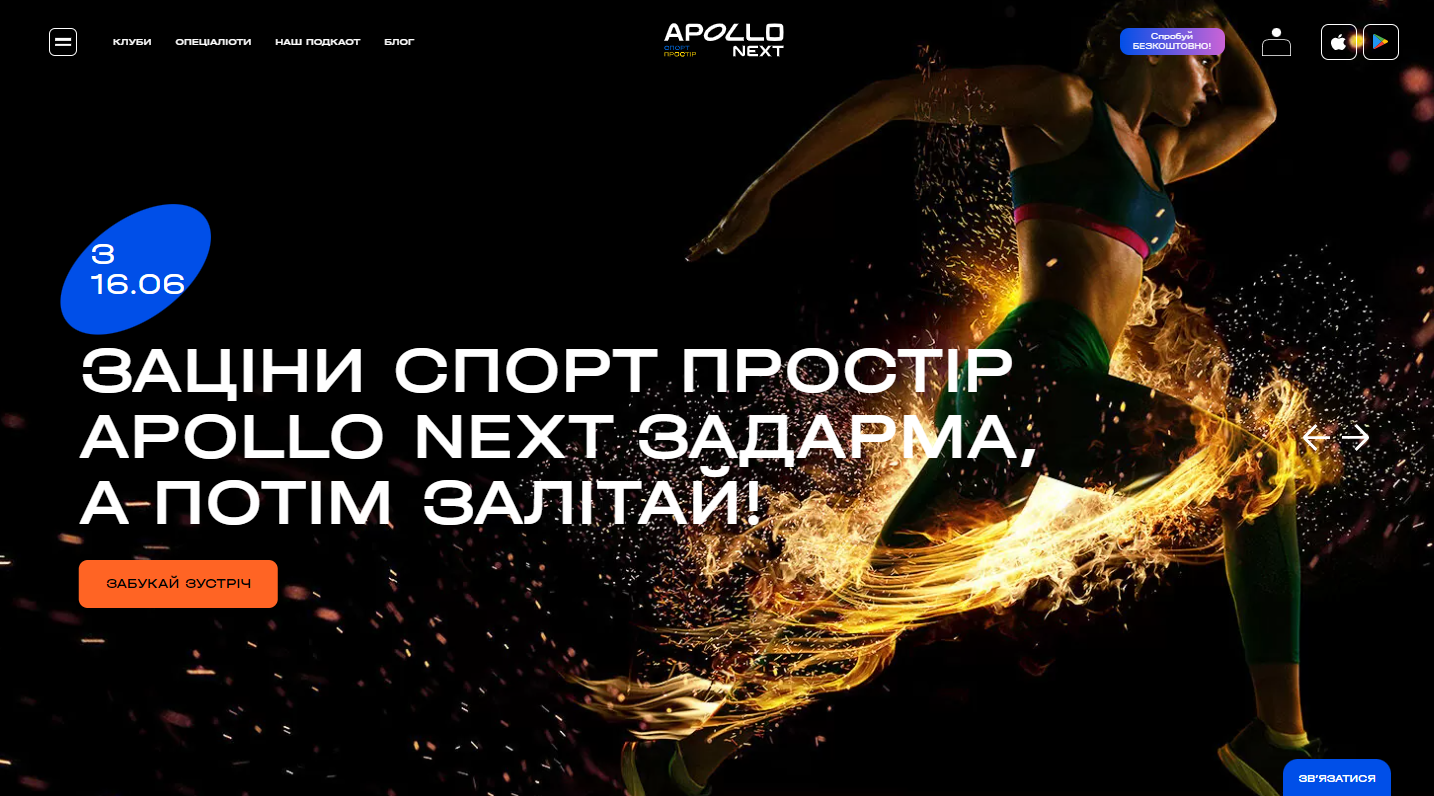 КЛУБИ
СПЕЦІАЛІСТИ
НАШ ПОДКАСТ
БЛОГ
APOLLO
NEXT
СПОРТ
ПРОСТІР
Спробуй
БЕЗКОШТОВНО!
З
16.06
ЗАЦІНИ СПОРТ ПРОСТІР
APOLLO NEXT ЗАДАРМА,
А ПОТІМ ЗАЛІТАЙ!
ЗАБУКАЙ ЗУСТРІЧ
ЗВ'ЯЗАТИСЯ